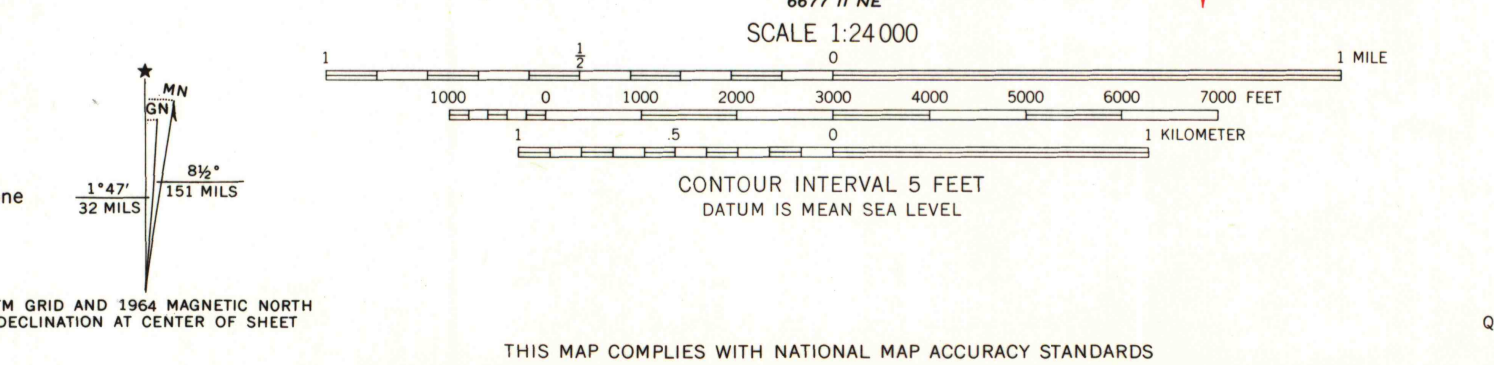 6677 II NE
SCALE 1:24 000
1 ½ 0 1 MILE
1000 0 1000 2000 3000 4000 5000 6000 7000 FEET
1 .5 0 1 KILOMETER
CONTOUR INTERVAL 5 FEET
DATUM IS MEAN SEA LEVEL
MN
GN
8½°
151 MILS
1°47′
32 MILS
ne
TM GRID AND 1964 MAGNETIC NORTH
DECLINATION AT CENTER OF SHEET
Q
THIS MAP COMPLIES WITH NATIONAL MAP ACCURACY STANDARDS